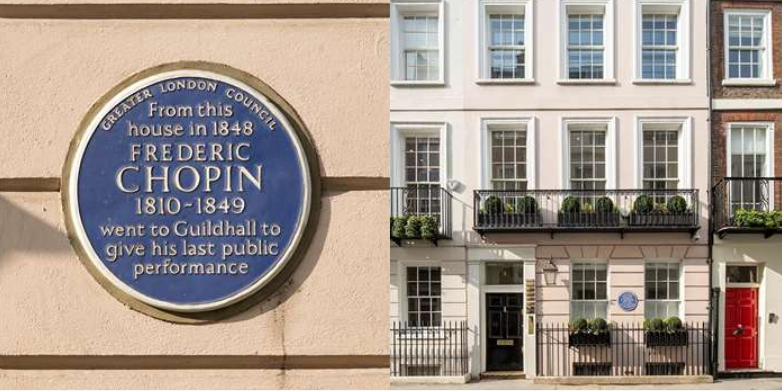 GREATER LONDON COUNCIL
From this
house in 1848
FREDERIC
CHOPIN
1810-1849
went to Guildhall to
give his last public
performance